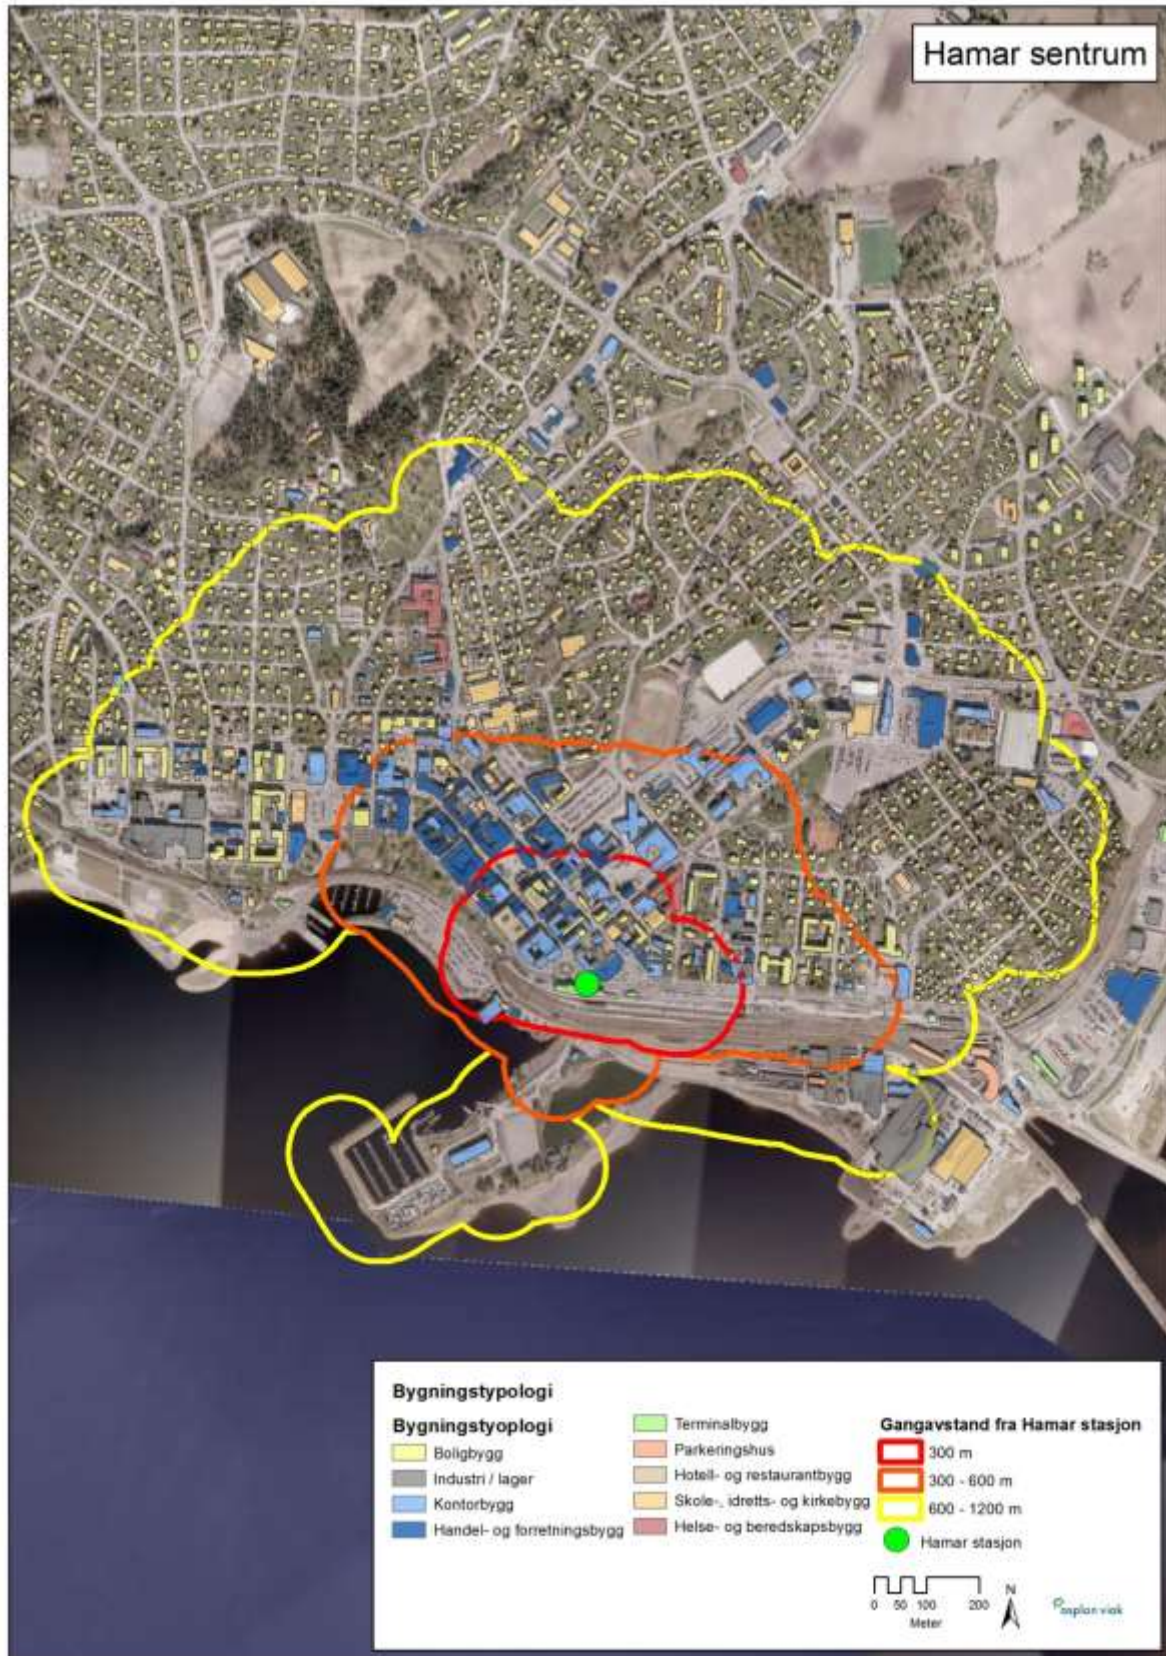 Hamar sentrum
Bygningstypologi
Bygningstyoplogi
Boligbygg
Industri / lager
Kontorbygg
Handel- og forretningsbygg
Terminalbygg
Parkeringshus
Hotell- og restaurantbygg
Skole-, idretts- og kirkebygg
Helse- og beredskapsbygg
Gangavstand fra Hamar stasjon
300 m
300 - 600 m
600 - 1200 m
Hamar stasjon
0 50 100 200
Meter
N
asplan viak